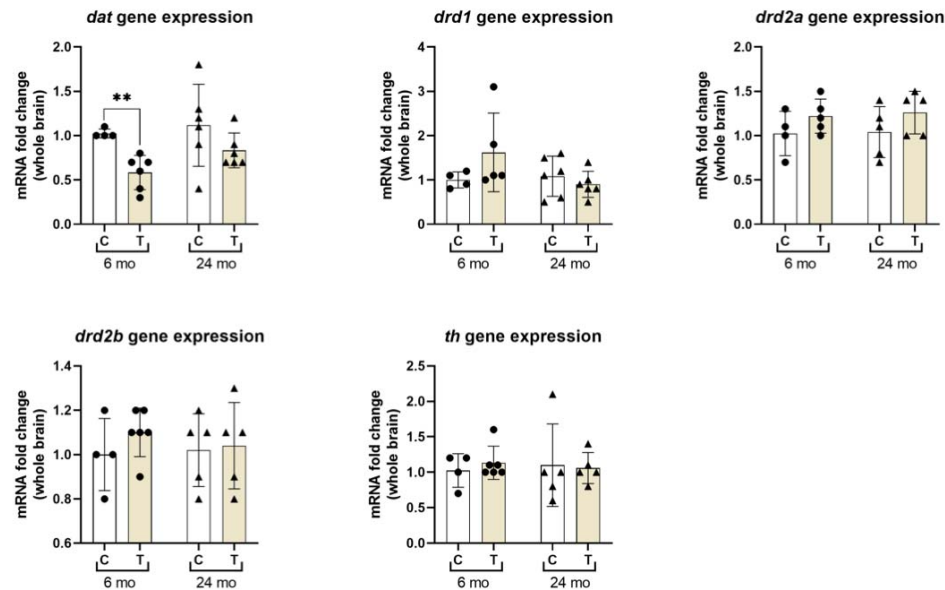 dat gene expression
drd1 gene expression
drd2a gene expression
mRNA fold change
(whole brain)
2.0
1.5
1.0
0.5
0.0
**
C
T
C
T
6 mo
24 mo
mRNA fold change
(whole brain)
4
3
2
1
0
C
T
C
T
6 mo
24 mo
mRNA fold change
(whole brain)
2.0
1.5
1.0
0.5
0.0
C
T
C
T
6 mo
24 mo
drd2b gene expression
th gene expression
mRNA fold change
(whole brain)
1.4
1.2
1.0
0.8
0.6
C
T
C
T
6 mo
24 mo
mRNA fold change
(whole brain)
2.5
2.0
1.5
1.0
0.5
0.0
C
T
C
T
6 mo
24 mo